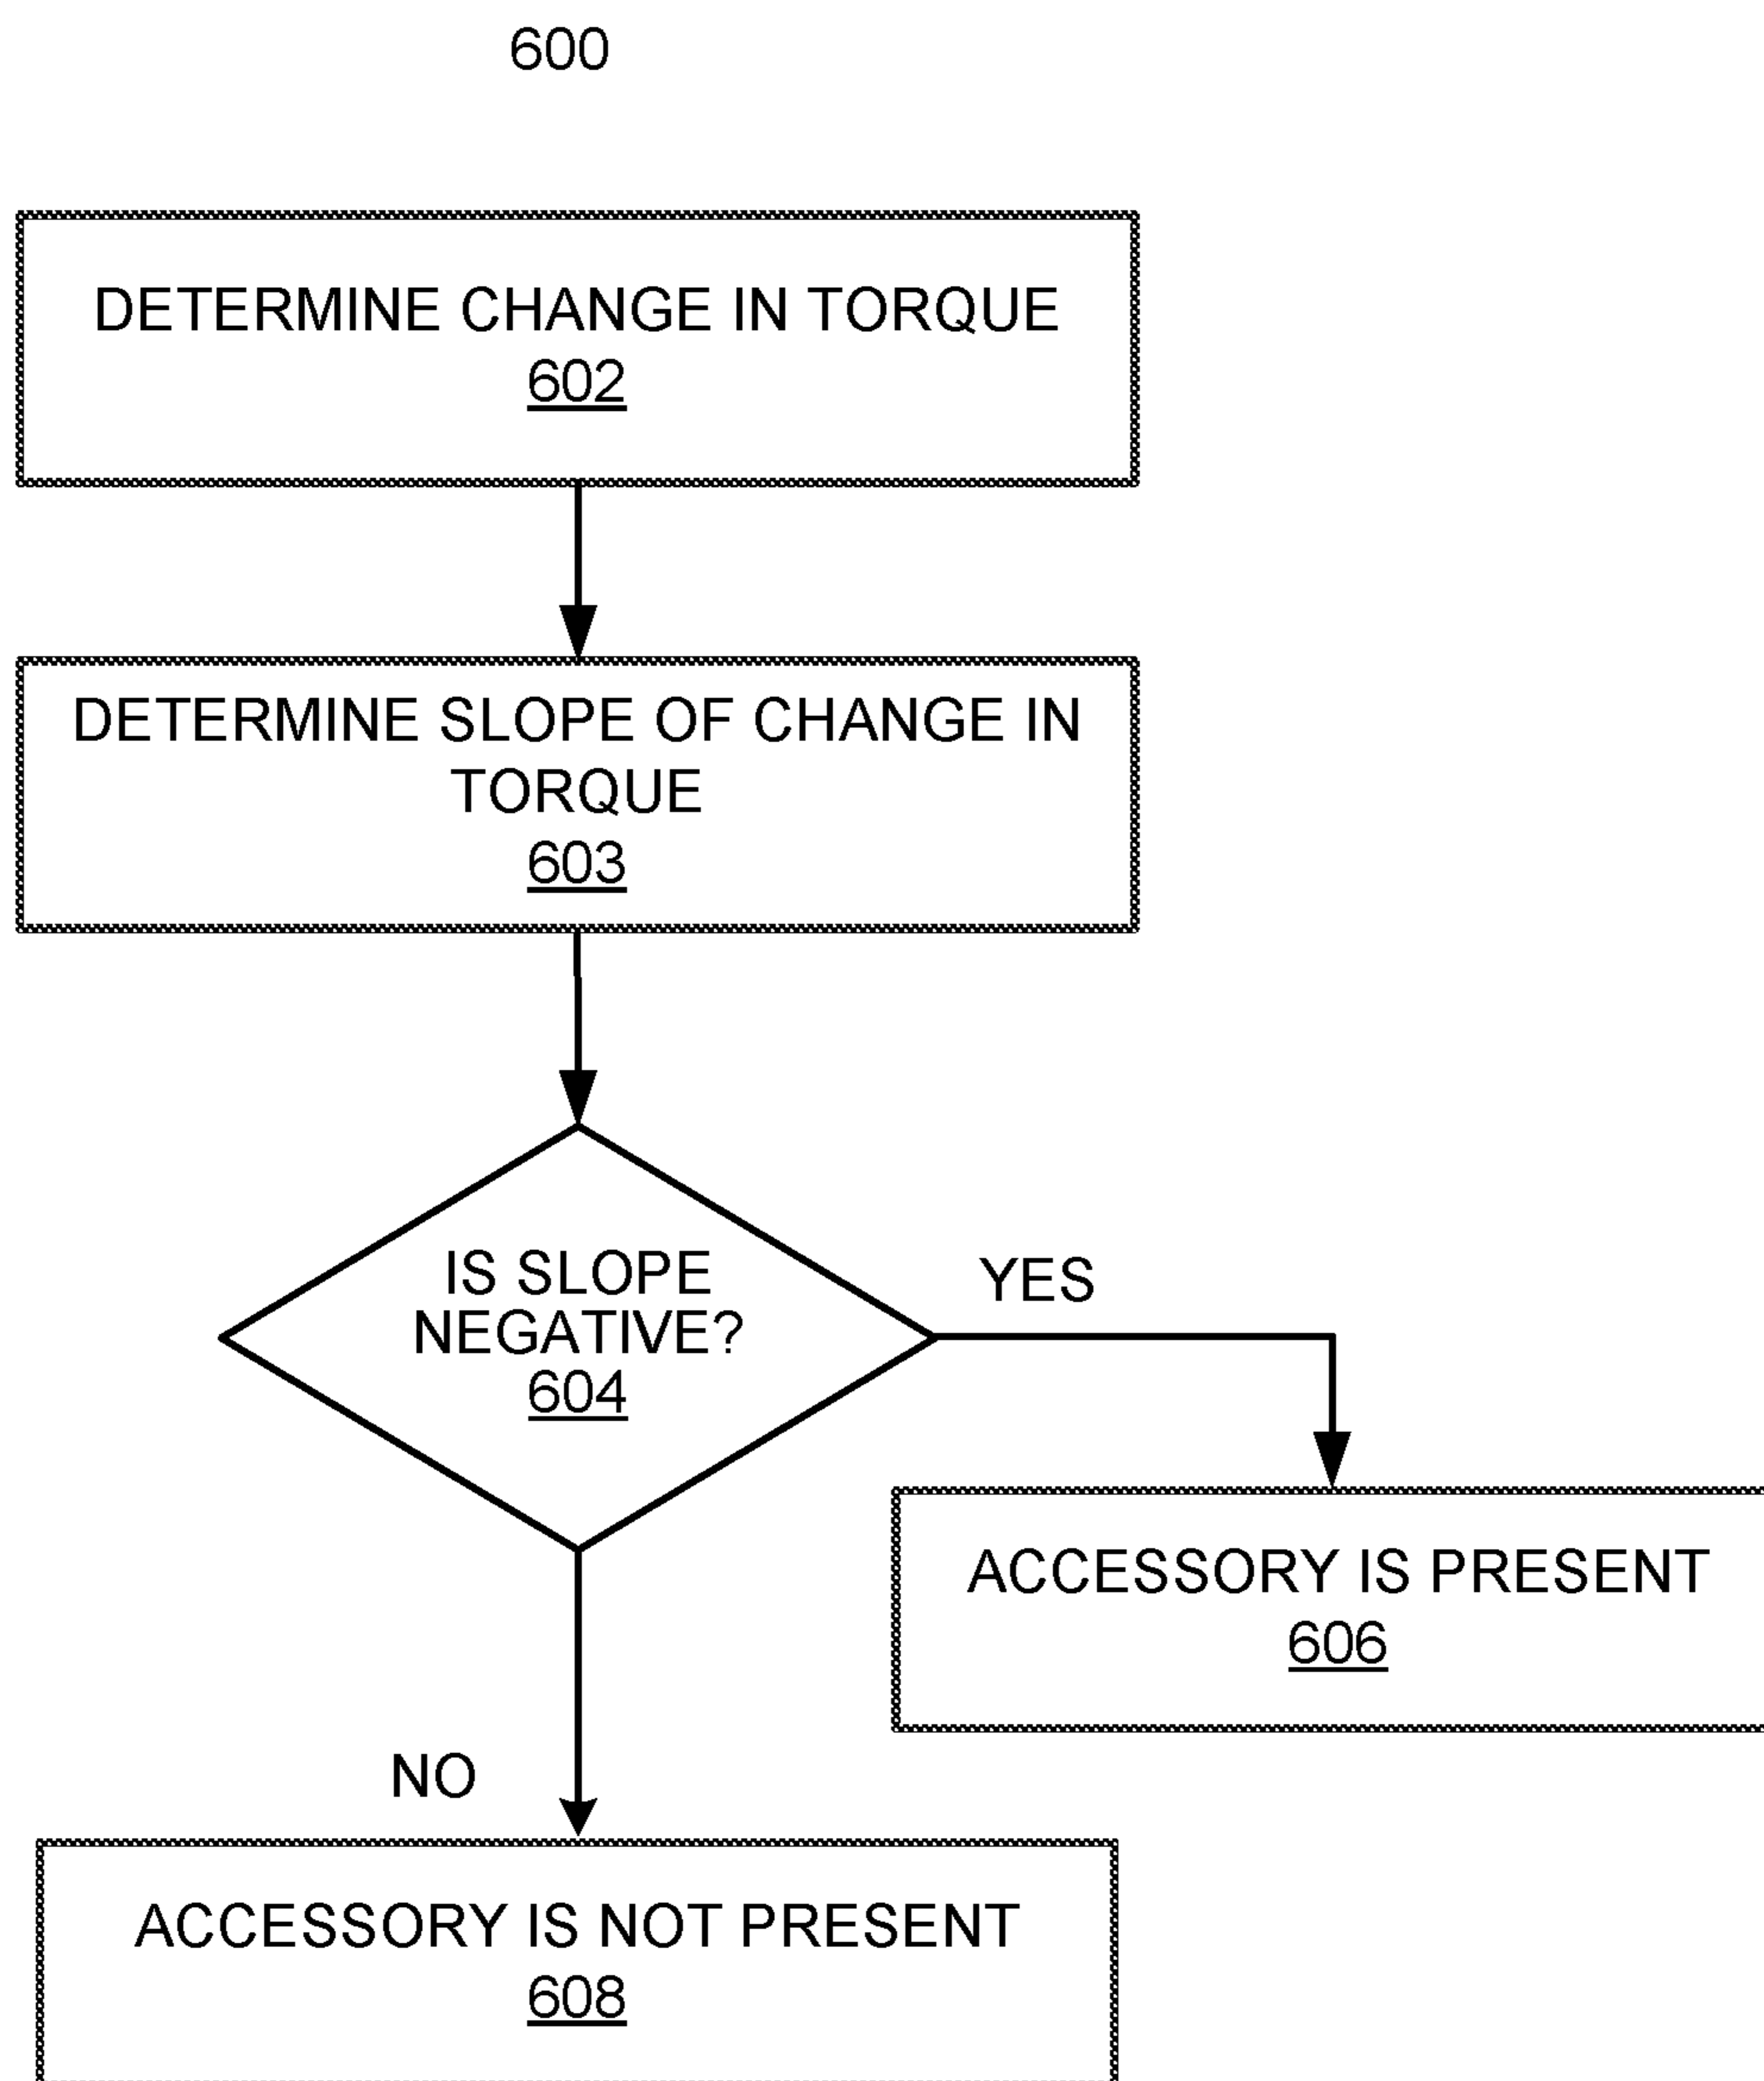 600
DETERMINE CHANGE IN TORQUE
602
DETERMINE SLOPE OF CHANGE IN
TORQUE
603
IS SLOPE
NEGATIVE?
604
YES
ACCESSORY IS PRESENT
606
NO
ACCESSORY IS NOT PRESENT
608